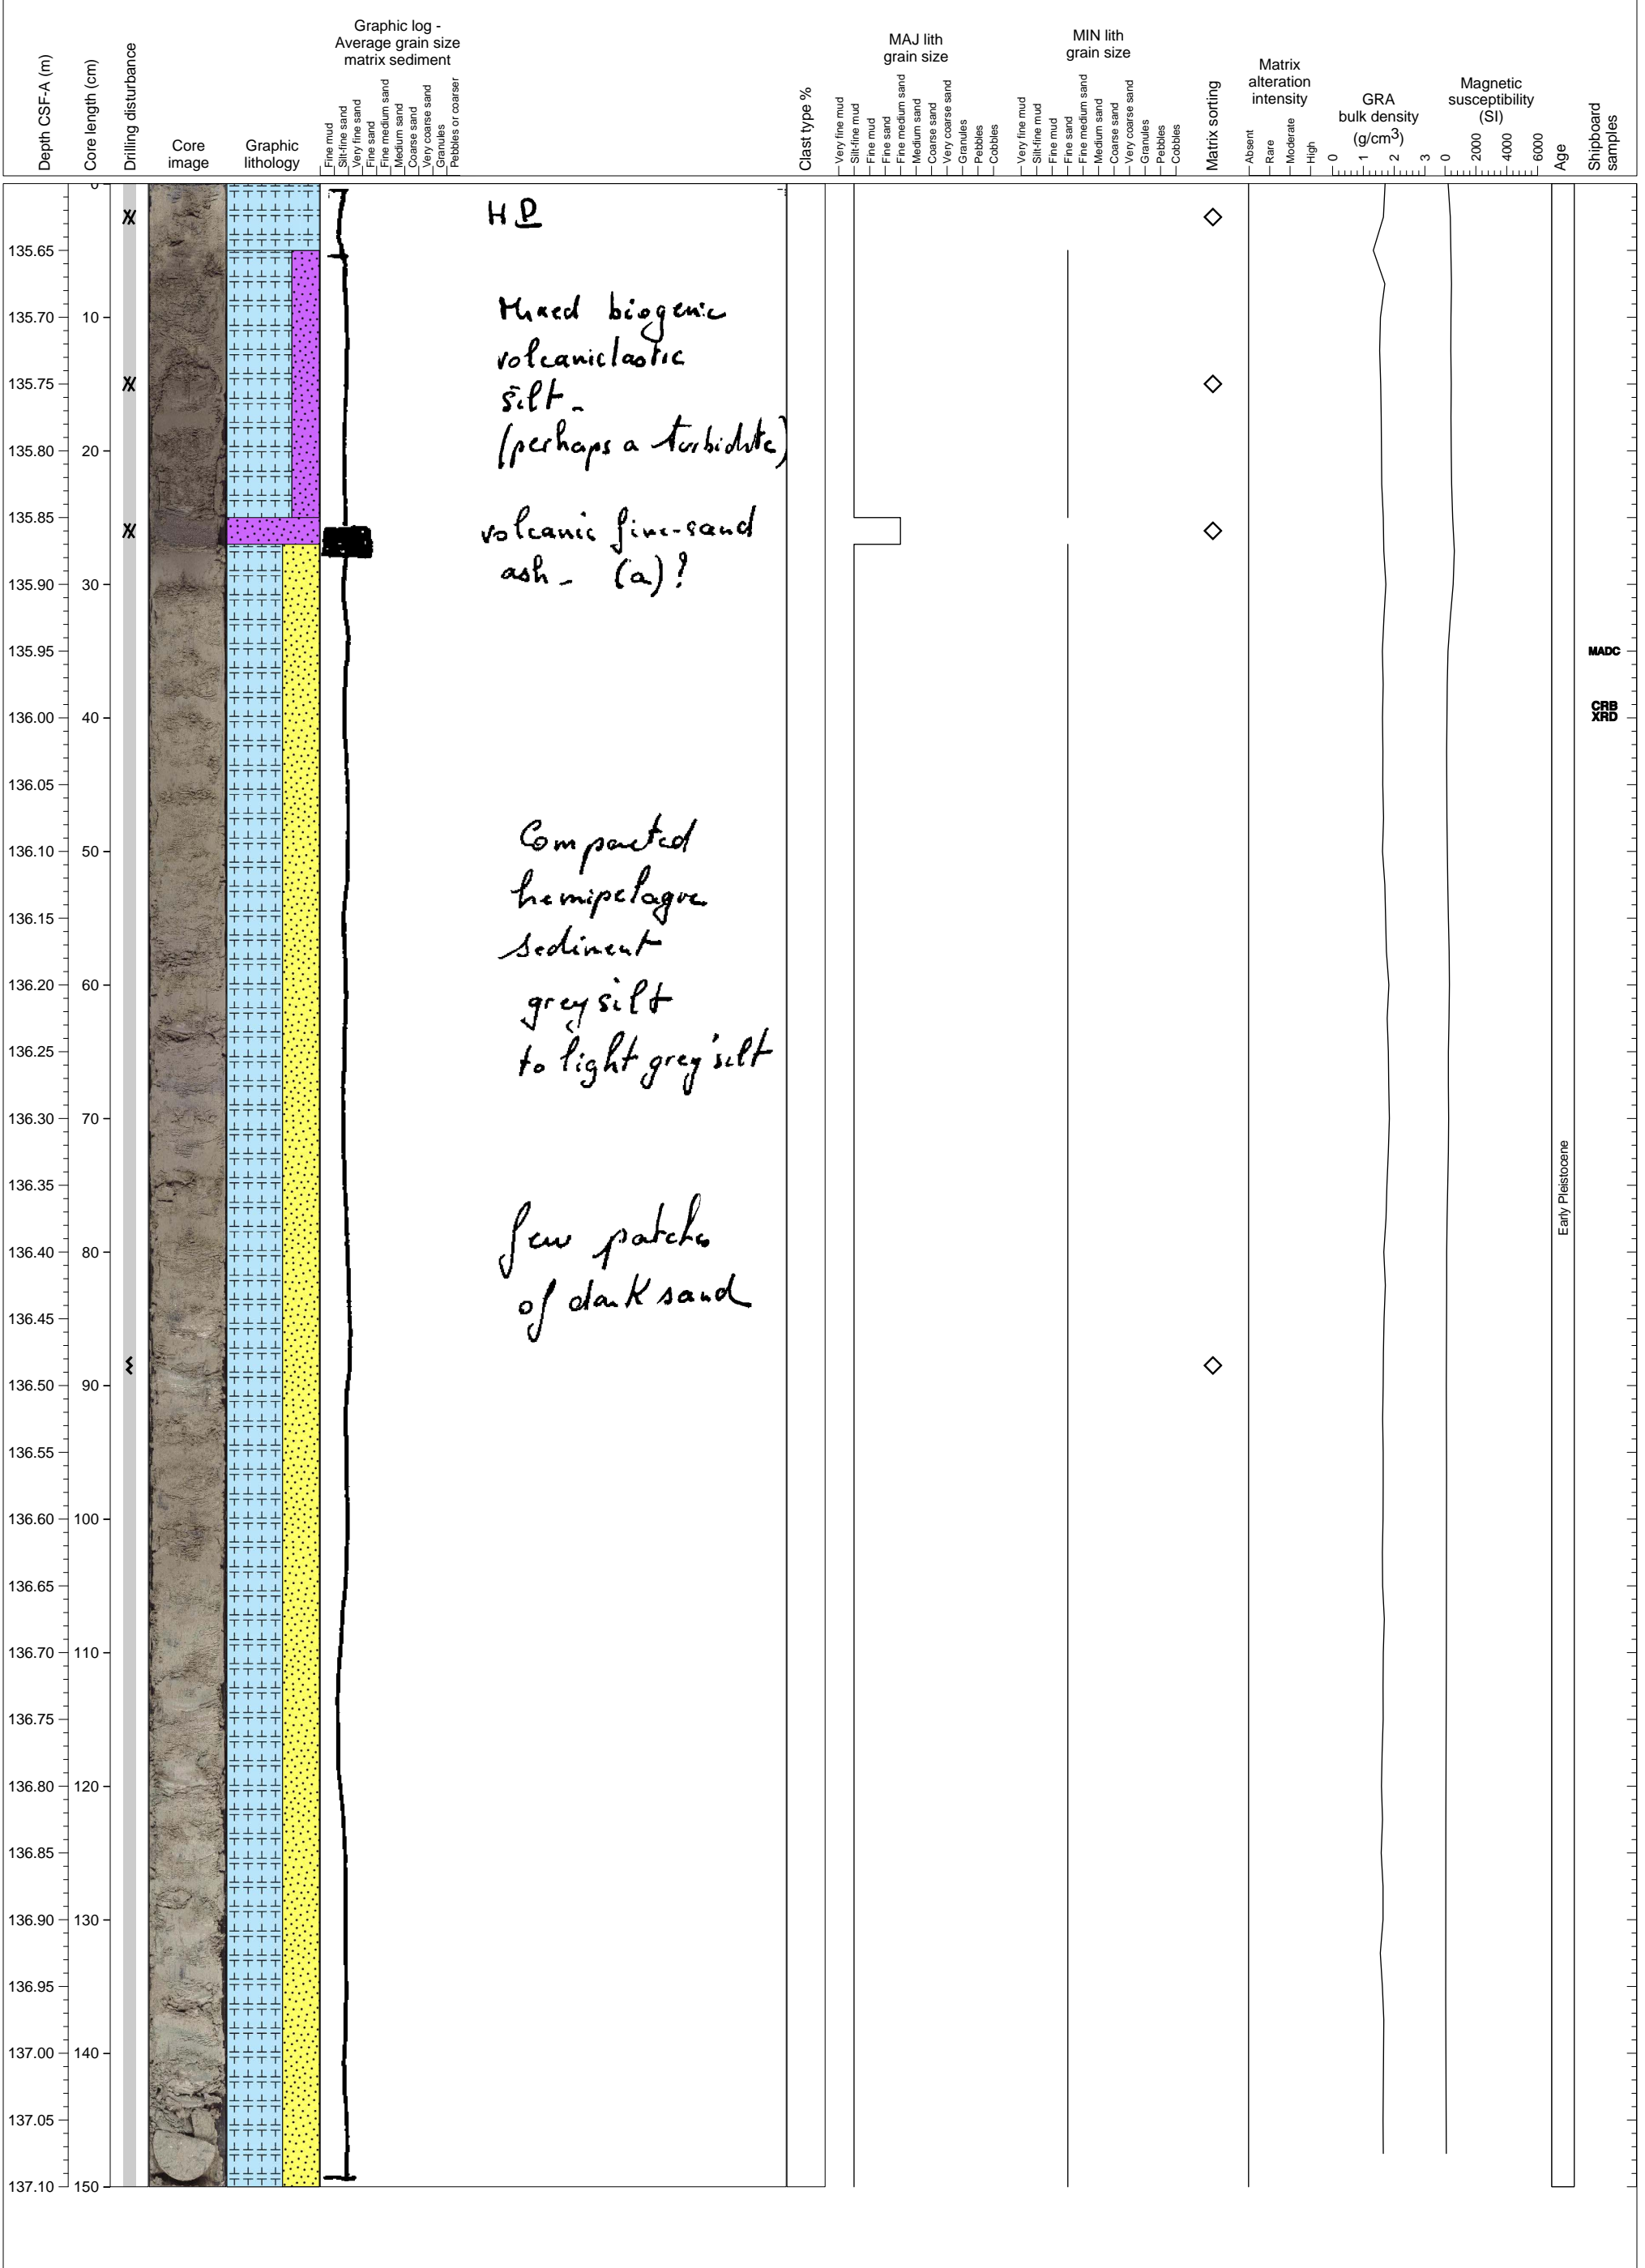 Depth CSF-A (m)
Core length (cm)
Drilling disturbance
Core
image
Graphic
lithology
Graphic log -
Average grain size
matrix sediment
Fine mud
Silt-fine sand
Very fine sand
Fine sand
Fine medium sand
Medium sand
Coarse sand
Very coarse sand
Granules
Pebbles or coarser
Clast type %
MAJ lith
grain size
Very fine mud
Silt-fine mud
Fine mud
Fine sand
Fine medium sand
Medium sand
Coarse sand
Very coarse sand
Granules
Pebbles
Cobbles
MIN lith
grain size
Very fine mud
Silt-fine mud
Fine mud
Fine sand
Fine medium sand
Medium sand
Coarse sand
Very coarse sand
Granules
Pebbles
Cobbles
Matrix sorting
Matrix
alteration
intensity
Absent
Rare
Moderate
High
GRA
bulk density
(g/cm3)
0 1 2 3
Magnetic
susceptibility
(SI)
0 2000 4000 6000
Age
Shipboard
samples
0
135.65
135.70 10
135.75
135.80 20
135.85
135.90 30
135.95
136.00 40
136.05
136.10 50
136.15
136.20 60
136.25
136.30 70
136.35
136.40 80
136.45
136.50 90
136.55
136.60 100
136.65
136.70 110
136.75
136.80 120
136.85
136.90 130
136.95
137.00 140
137.05
137.10 150
H P
Mixed biogenic
volcaniclastic
silt -
(perhaps a turbidite)
volcanic fine-sand
ash - (a) ?
Compacted
hemipelagic
sediment
grey silt
to light grey silt
few patches
of dark sand
MADC
CRB
XRD
Early Pleistocene